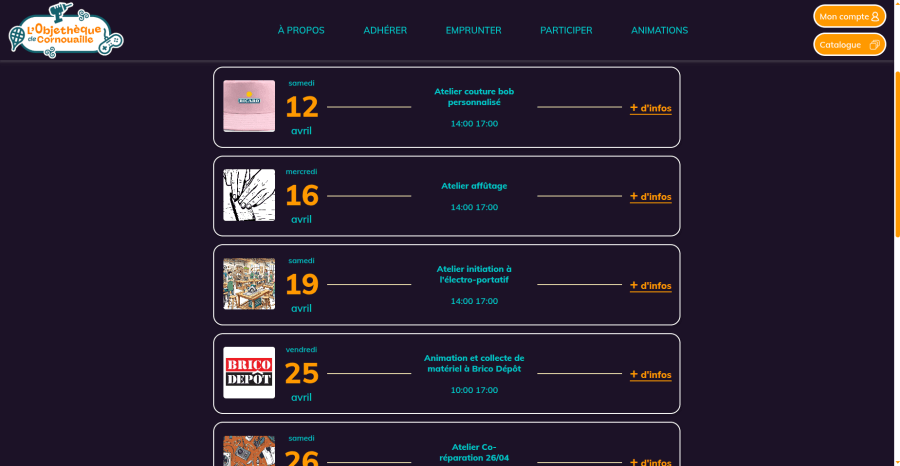 L'Objethèque
de Cornouaille
À PROPOS
ADHÉRER
EMPRUNTER
PARTICIPER
ANIMATIONS
Mon compte
Catalogue
RICARD
samedi
12
avril
Atelier couture bob
personnalisé
14:00 17:00
+ d'infos
mercredi
16
avril
Atelier affûtage
14:00 17:00
+ d'infos
samedi
19
avril
Atelier initiation à
l'électro-portatif
14:00 17:00
+ d'infos
BRICO
DEPÔT
vendredi
25
avril
Animation et collecte de
matériel à Brico Dépôt
10:00 17:00
+ d'infos
samedi
26
Atelier Co-
réparation 26/04
+ d'infos